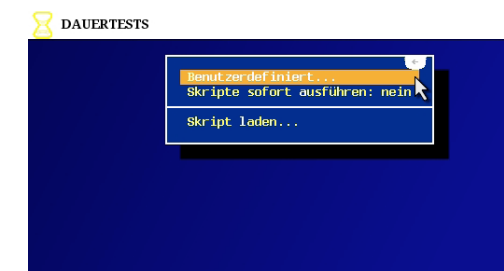 DAUERTESTS
Benutzerdefiniert...
Skripte sofort ausführen: nein
Skript laden...